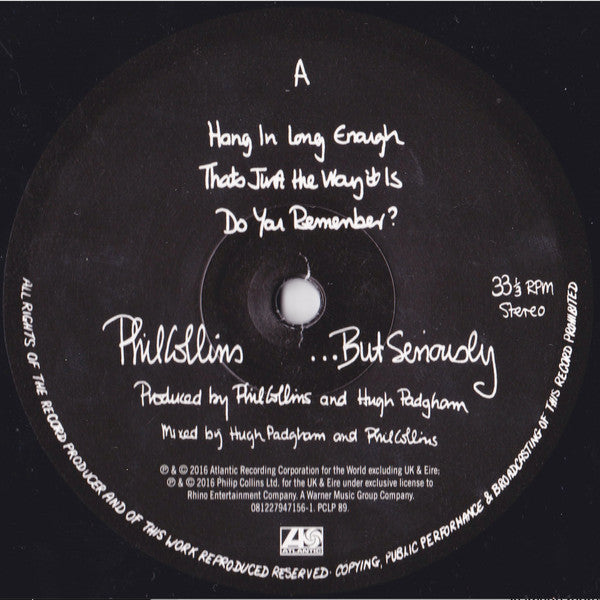 A
Hang In Long Enough
Thats Just the Way it Is
Do You Remember?
33 1/3 RPM
Stereo
Phil Collins ...But Seriously
Produced by Phil Collins and Hugh Padgham
Mixed by Hugh Padgham and Phil Collins
℗ & © 2016 Atlantic Recording Corporation for the World excluding UK & Eire;
℗ & © 2016 Philip Collins Ltd. for the UK & Eire under exclusive license to
Rhino Entertainment Company. A Warner Music Group Company.
081227947156-1. PCLP 89.
ATLANTIC
ALL RIGHTS OF THE RECORD PRODUCER AND OF THIS WORK REPRODUCED RESERVED. COPYING, PUBLIC PERFORMANCE & BROADCASTING OF THIS RECORD PROHIBITED